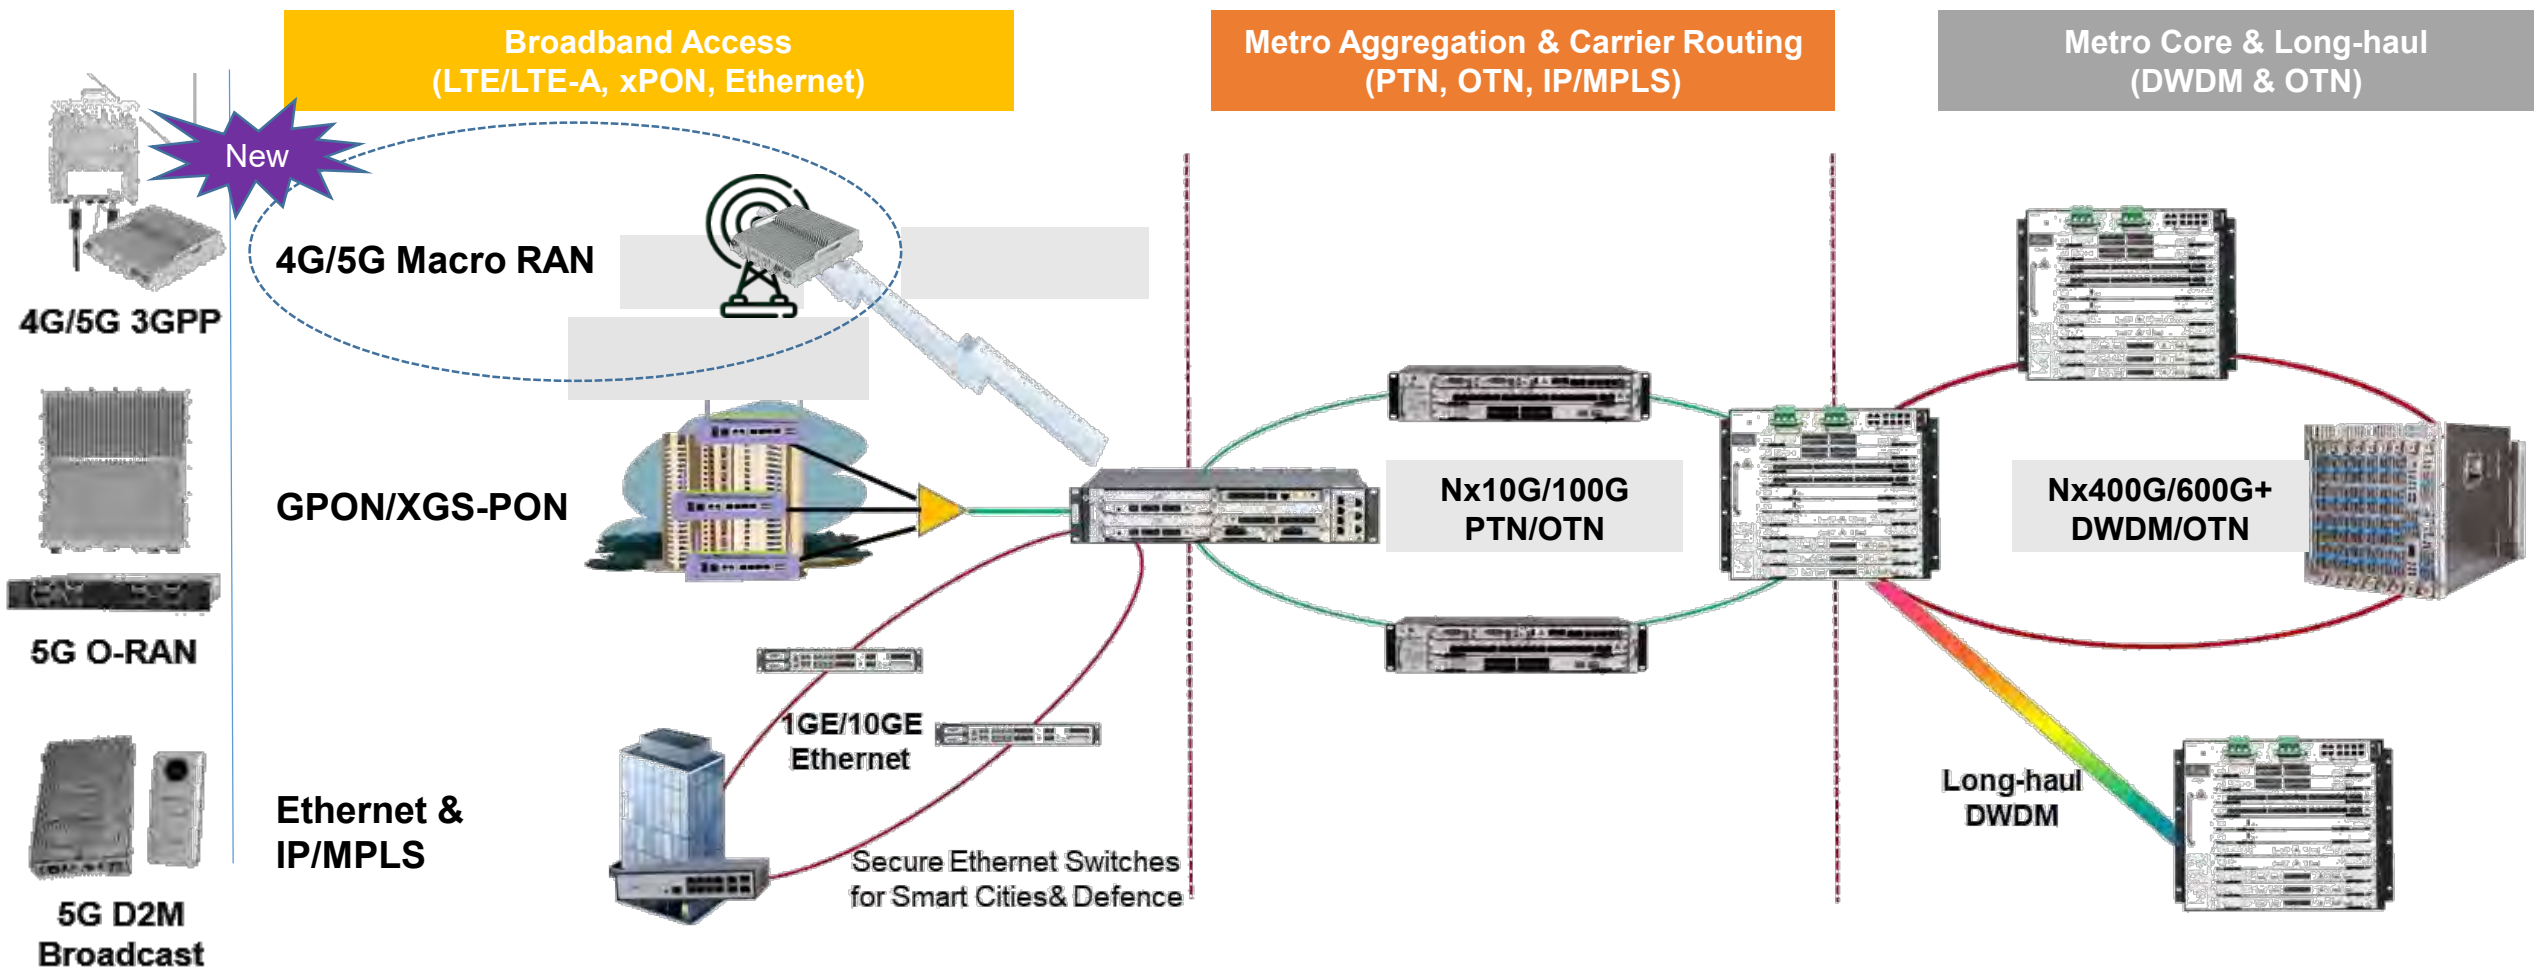 Broadband Access
(LTE/LTE-A, xPON, Ethernet)
Metro Aggregation & Carrier Routing
(PTN, OTN, IP/MPLS)
Metro Core & Long-haul
(DWDM & OTN)
New
4G/5G 3GPP
5G O-RAN
5G D2M
Broadcast
4G/5G Macro RAN
GPON/XGS-PON
Ethernet &
IP/MPLS
1GE/10GE
Ethernet
Secure Ethernet Switches
for Smart Cities& Defence
Nx10G/100G
PTN/OTN
Nx400G/600G+
DWDM/OTN
Long-haul
DWDM